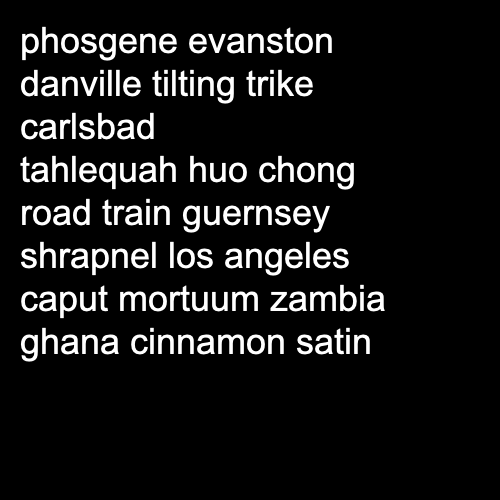 phosgene evanston
danville tilting trike
carlsbad
tahlequah huo chong
road train guernsey
shrapnel los angeles
caput mortuum zambia
ghana cinnamon satin